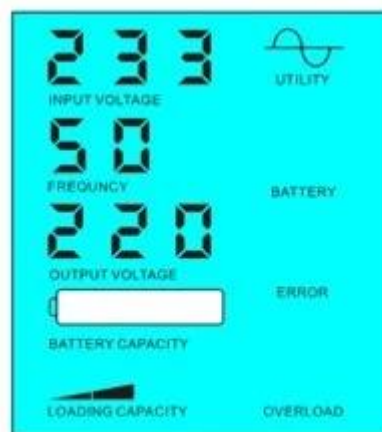 233
UTILITY
INPUT VOLTAGE
50
FREQUNCY
BATTERY
220
OUTPUT VOLTAGE
ERROR
BATTERY CAPACITY
LOADING CAPACITY
OVERLOAD